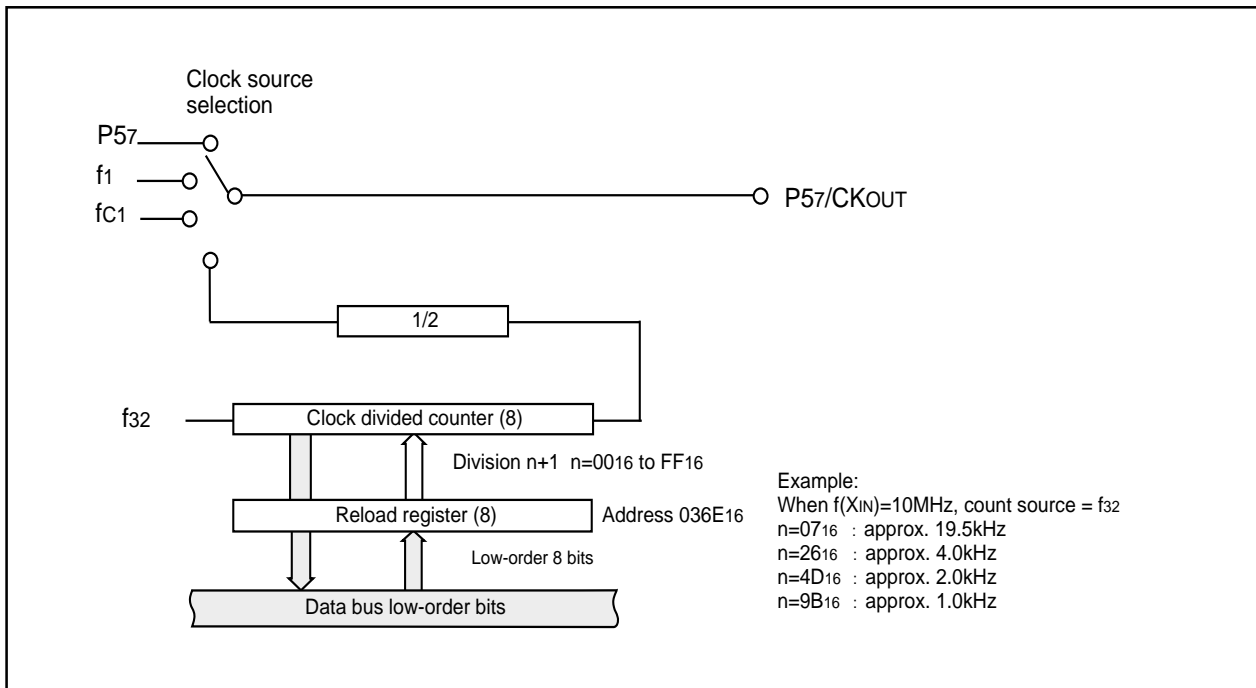 Clock source
selection
P57
f1
fC1
P57/CKOUT
1/2
f32
Clock divided counter (8)
Division n+1 n=0016 to FF16
Reload register (8)
Address 036E16
Low-order 8 bits
Data bus low-order bits
Example:
When f(XIN)=10MHz, count source = f32
n=0716 : approx. 19.5kHz
n=2616 : approx. 4.0kHz
n=4D16 : approx. 2.0kHz
n=9B16 : approx. 1.0kHz